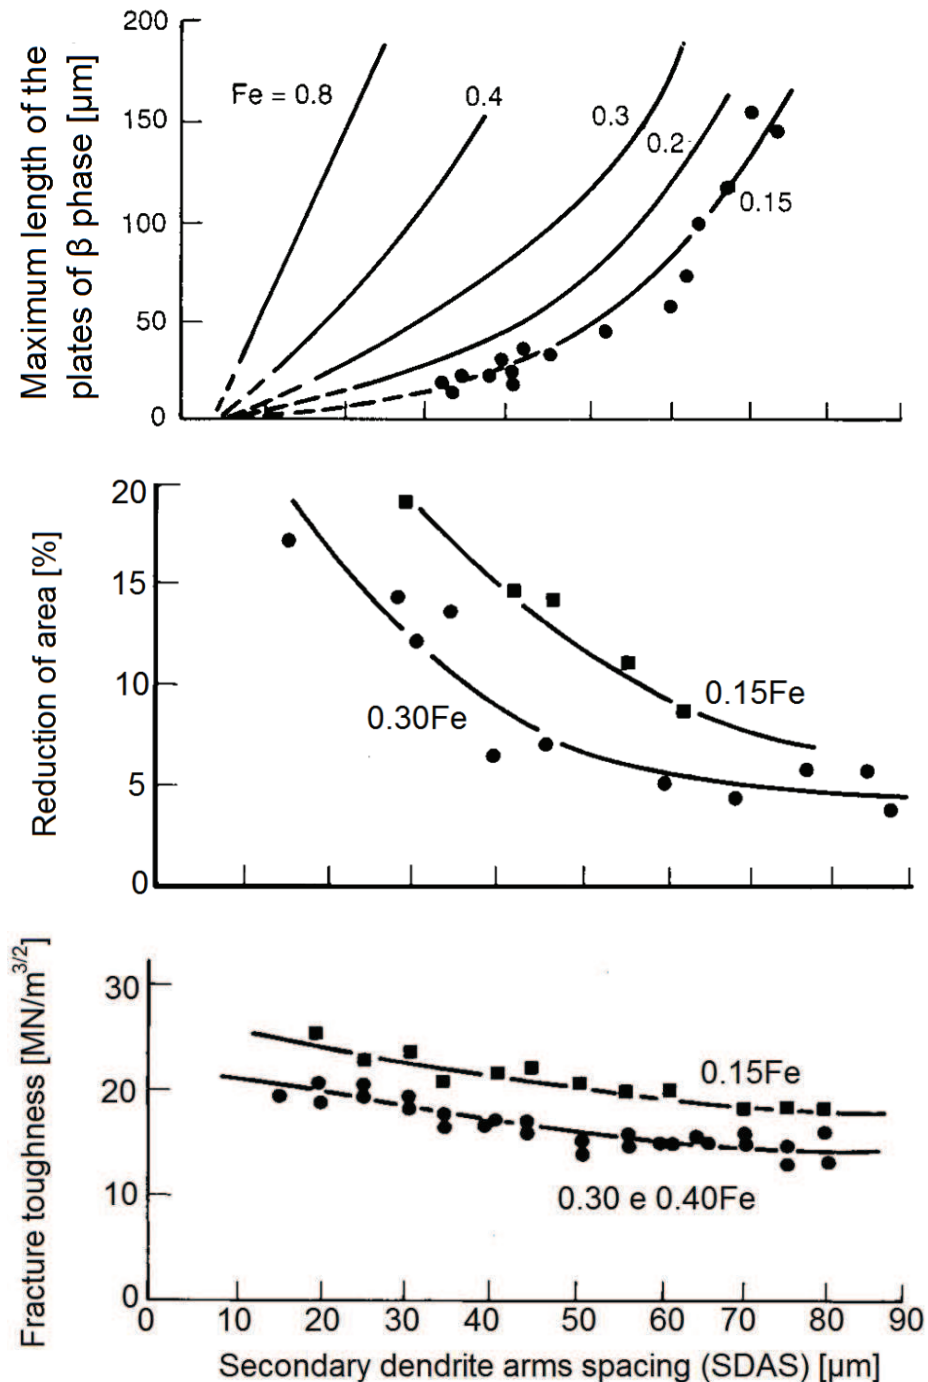 Maximum length of the
plates of β phase [µm]
200
150
100
50
0
Fe = 0.8
0.4
0.3
0.2
0.15
Reduction of area [%]
20
15
10
5
0
0.30Fe
0.15Fe
Fracture toughness [MN/m^3/2]
30
20
10
0
0.15Fe
0.30 e 0.40Fe
0 10 20 30 40 50 60 70 80 90
Secondary dendrite arms spacing (SDAS) [µm]